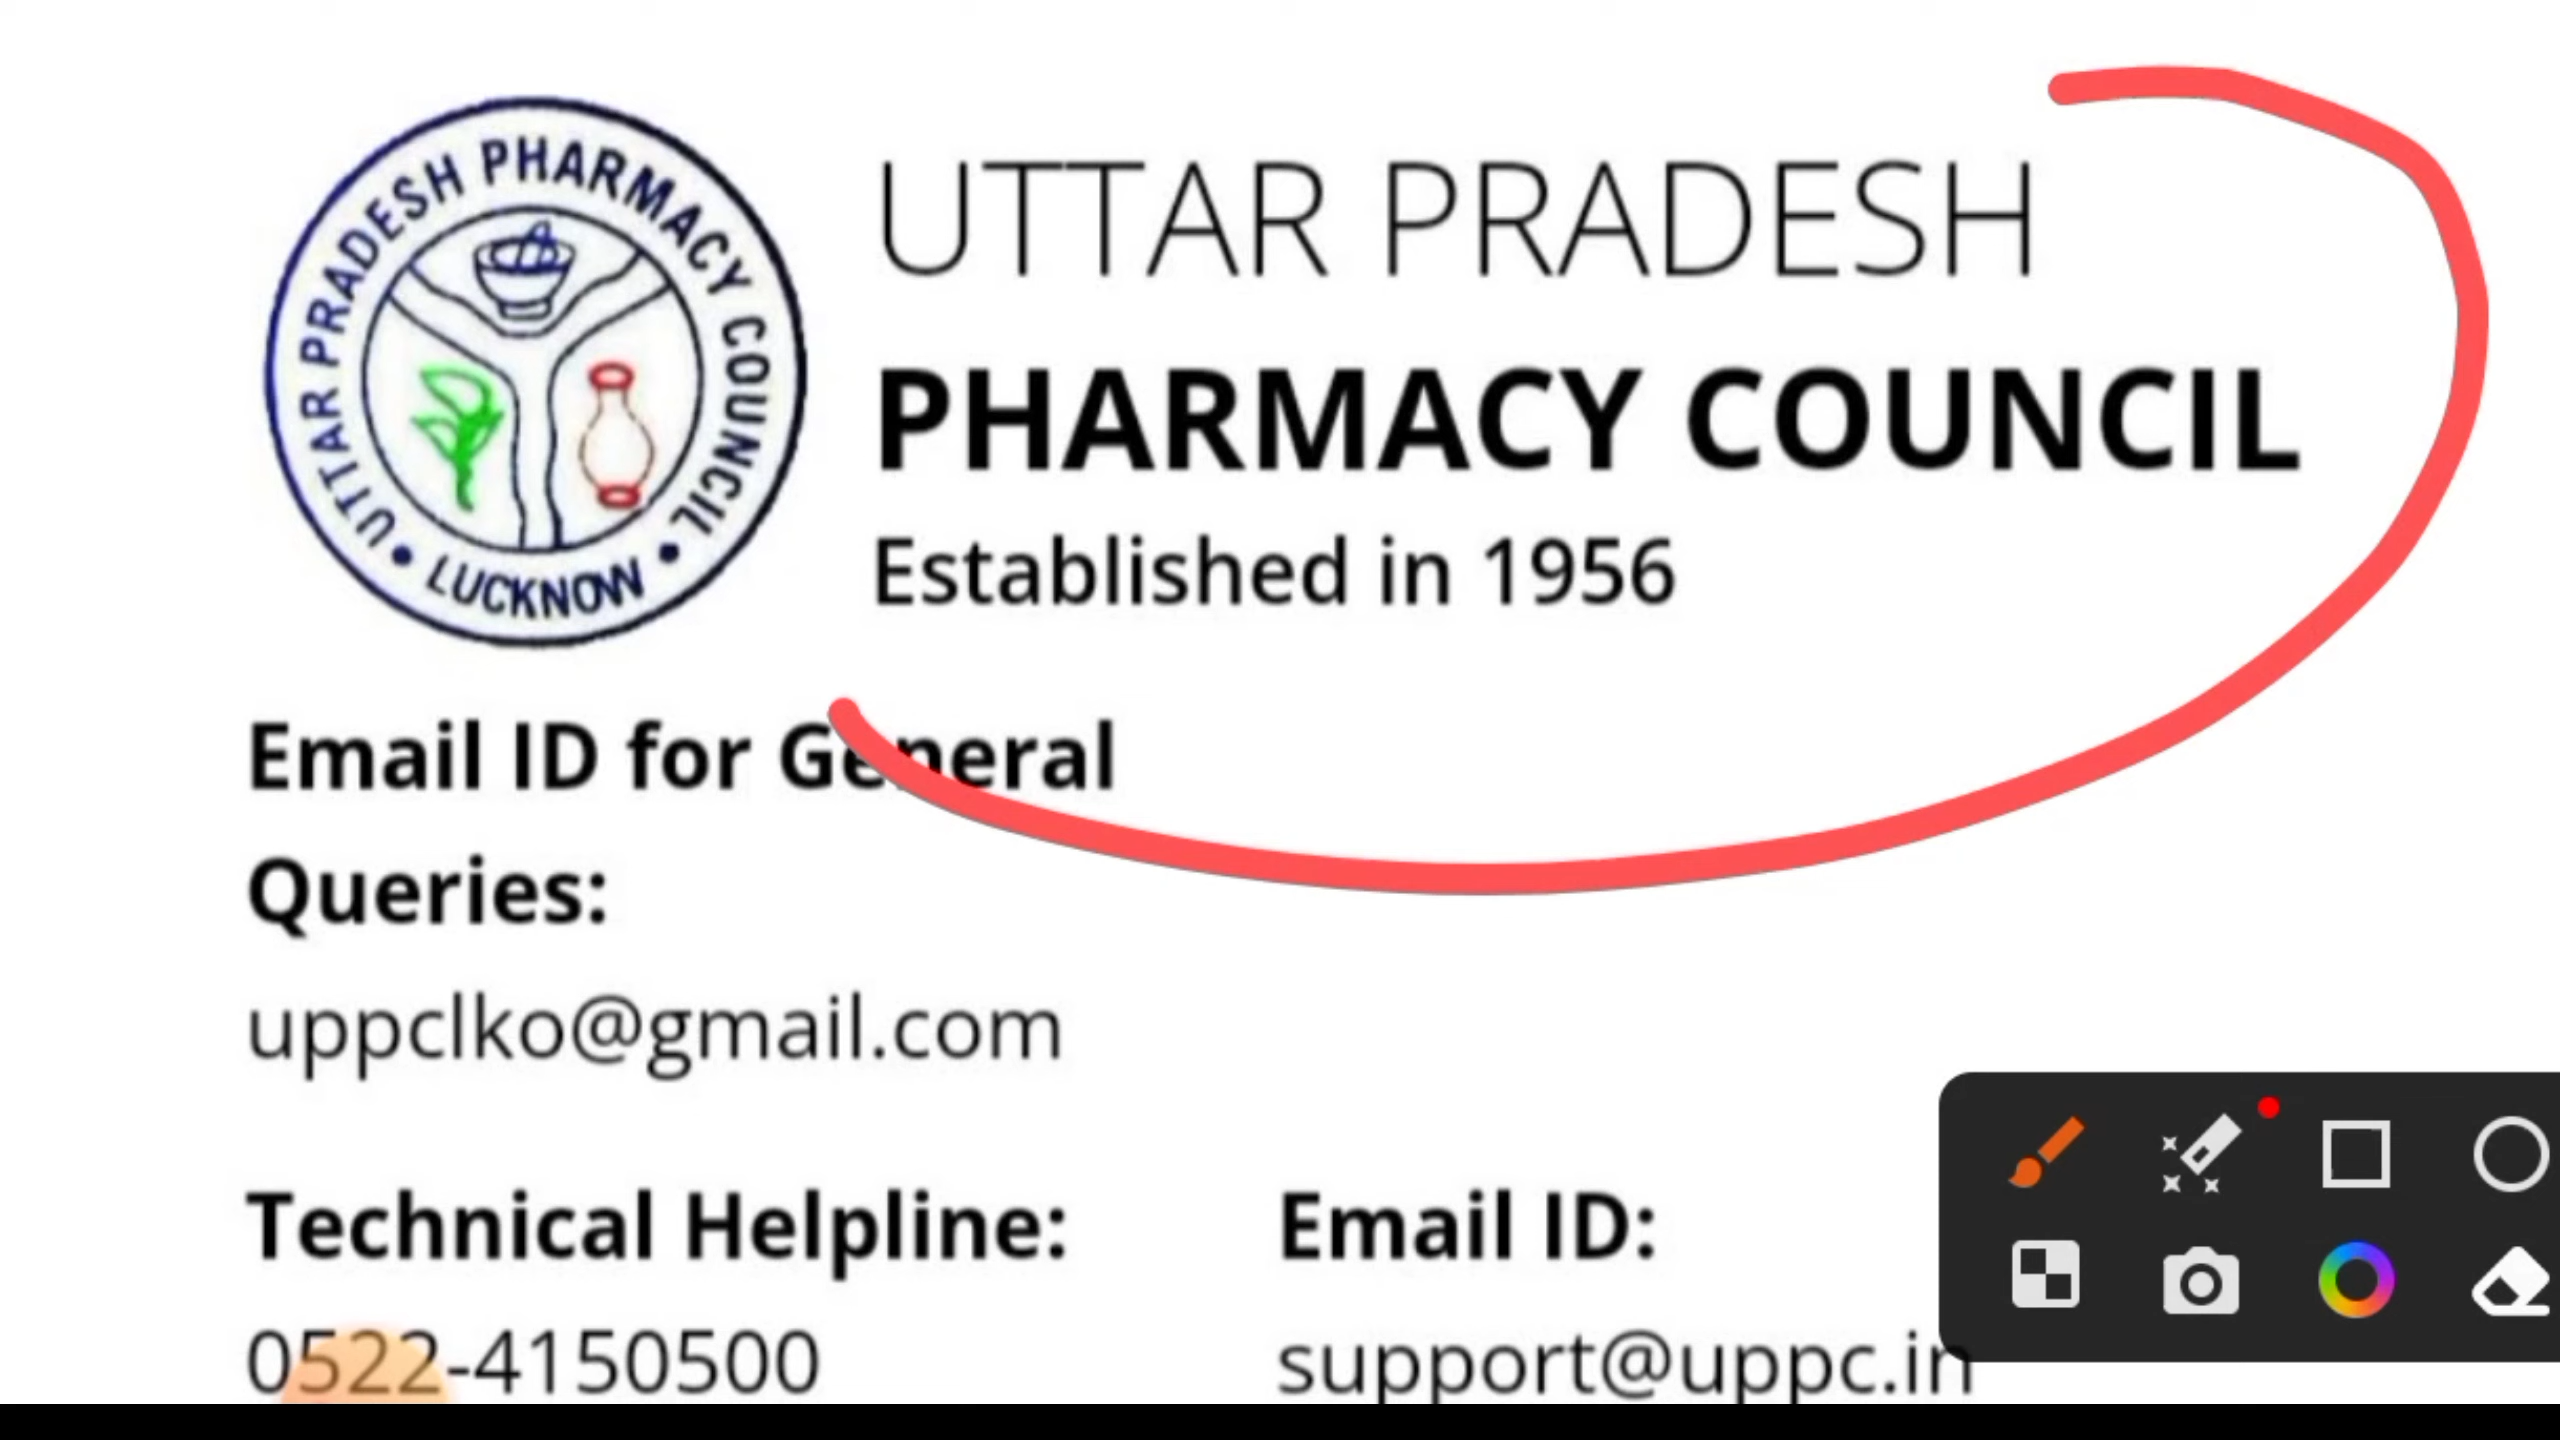 UTTAR PRADESH PHARMACY COUNCIL
• LUCKNOW •
UTTAR PRADESH
PHARMACY COUNCIL
Established in 1956
Email ID for General
Queries:
uppclko@gmail.com
Technical Helpline:
0522-4150500
Email ID:
support@uppc.in